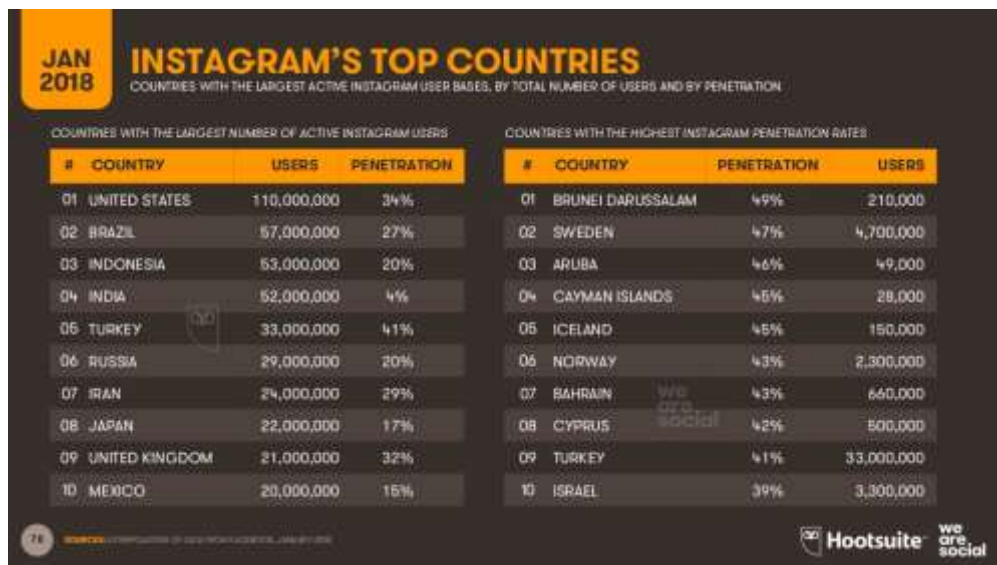 JAN
2018
INSTAGRAM'S TOP COUNTRIES
COUNTRIES WITH THE LARGEST ACTIVE INSTAGRAM USER BASES, BY TOTAL NUMBER OF USERS AND BY PENETRATION
COUNTRIES WITH THE LARGEST NUMBER OF ACTIVE INSTAGRAM USERS
# COUNTRY USERS PENETRATION
01 UNITED STATES 110,000,000 34%
02 BRAZIL 57,000,000 27%
03 INDONESIA 53,000,000 20%
04 INDIA 52,000,000 4%
05 TURKEY 33,000,000 41%
06 RUSSIA 29,000,000 20%
07 IRAN 24,000,000 29%
08 JAPAN 22,000,000 17%
09 UNITED KINGDOM 21,000,000 32%
10 MEXICO 20,000,000 15%
COUNTRIES WITH THE HIGHEST INSTAGRAM PENETRATION RATES
# COUNTRY PENETRATION USERS
01 BRUNEI DARUSSALAM 49% 210,000
02 SWEDEN 47% 4,700,000
03 ARUBA 46% 49,000
04 CAYMAN ISLANDS 45% 28,000
05 ICELAND 45% 150,000
06 NORWAY 43% 2,300,000
07 BAHRAIN 43% 660,000
08 CYPRUS 42% 500,000
09 TURKEY 41% 33,000,000
10 ISRAEL 39% 3,300,000
we
are
social
78
Hootsuite
we
are
social